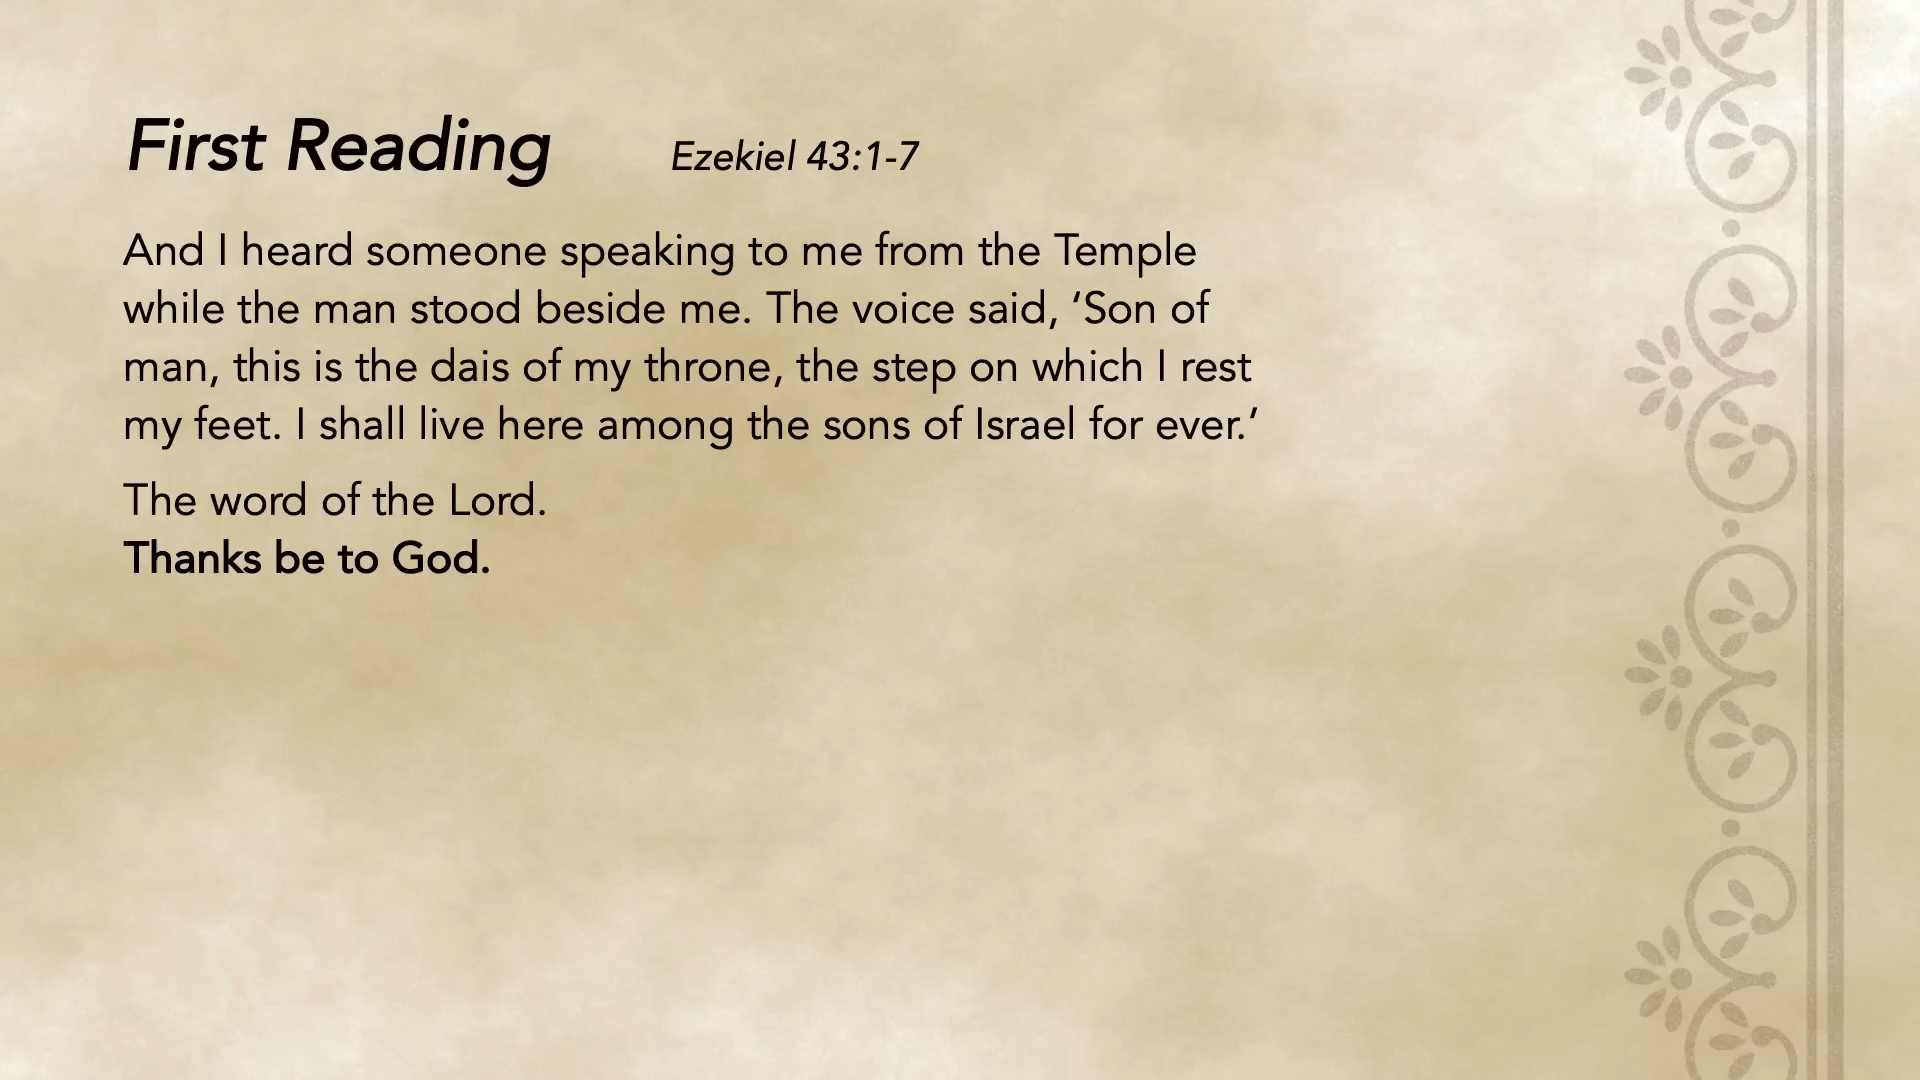 First Reading Ezekiel 43:1-7
And I heard someone speaking to me from the Temple
while the man stood beside me. The voice said, ‘Son of
man, this is the dais of my throne, the step on which I rest
my feet. I shall live here among the sons of Israel for ever.’
The word of the Lord.
Thanks be to God.